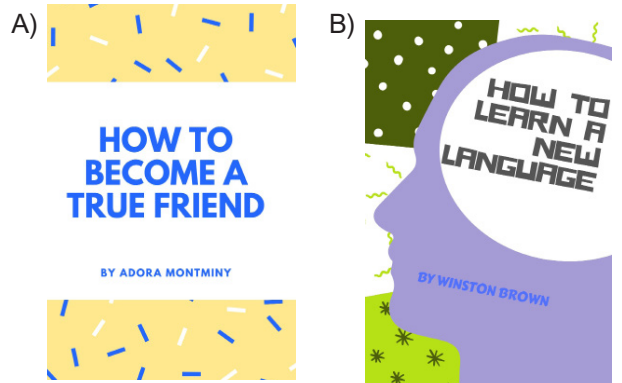 A)
HOW TO
BECOME A
TRUE FRIEND
BY ADORA MONTMINY
B)
HOW TO
LEARN A
NEW
LANGUAGE
BY WINSTON BROWN